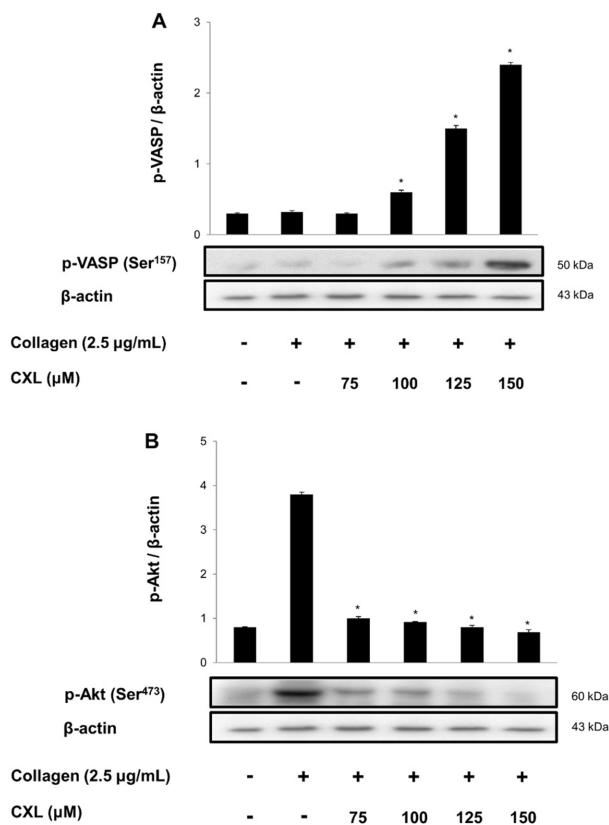 A
3
2
1
0
p-VASP / β-actin
*
*
*
p-VASP (Ser¹⁵⁷)
50 kDa
β-actin
43 kDa
Collagen (2.5 µg/mL) - + + + + +
CXL (µM) - - 75 100 125 150
B
5
4
3
2
1
0
p-Akt / β-actin
* * * *
p-Akt (Ser⁴⁷³)
60 kDa
β-actin
43 kDa
Collagen (2.5 µg/mL) - + + + + +
CXL (µM) - - 75 100 125 150